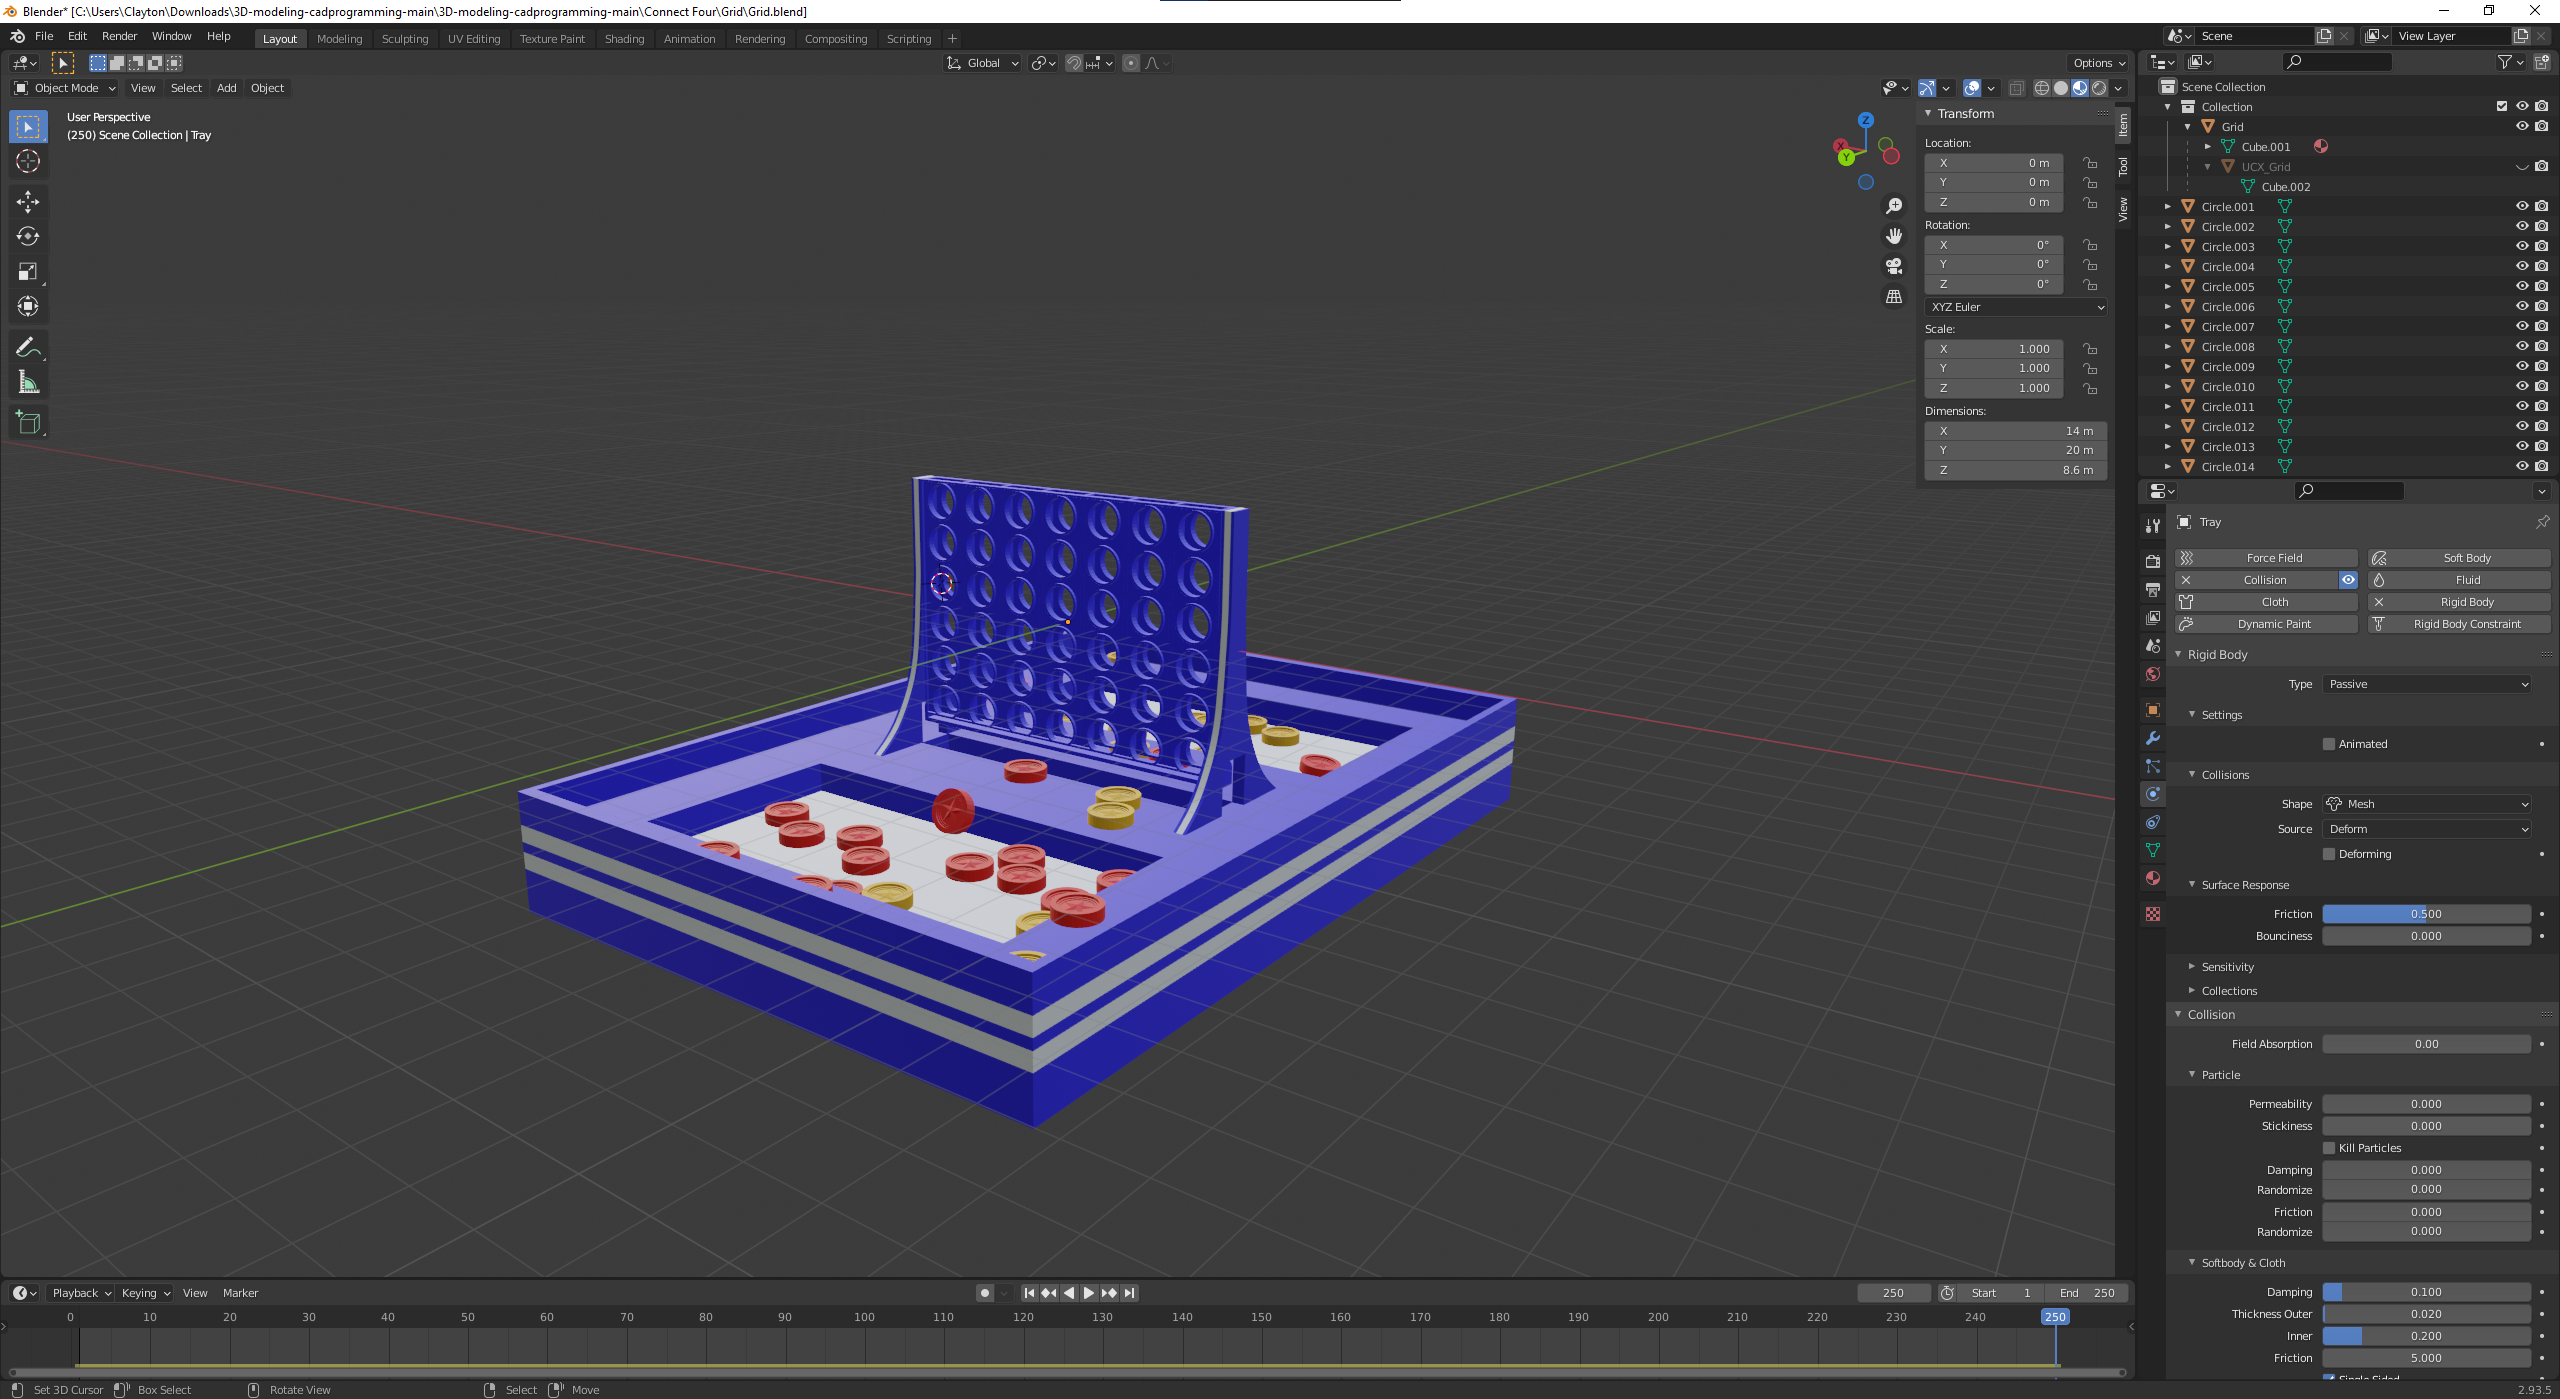 Blender* [C:\Users\Clayton\Downloads\3D-modeling-cadprogramming-main\3D-modeling-cadprogramming-main\Connect Four\Grid\Grid.blend]
File Edit Render Window Help Layout Modeling Sculpting UV Editing Texture Paint Shading Animation Rendering Compositing Scripting + Scene View Layer
Global Options
Object Mode View Select Add Object
User Perspective
(250) Scene Collection | Tray
Z
X
Y
Transform
Location:
X 0 m
Y 0 m
Z 0 m
Rotation:
X 0°
Y 0°
Z 0°
XYZ Euler
Scale:
X 1.000
Y 1.000
Z 1.000
Dimensions:
X 14 m
Y 20 m
Z 8.6 m
Item
Tool
View
Scene Collection
Collection
Grid
Cube.001
UCX_Grid
Cube.002
Circle.001
Circle.002
Circle.003
Circle.004
Circle.005
Circle.006
Circle.007
Circle.008
Circle.009
Circle.010
Circle.011
Circle.012
Circle.013
Circle.014
Tray
Force Field Soft Body
Collision Fluid
Cloth Rigid Body
Dynamic Paint Rigid Body Constraint
Rigid Body
Type Passive
Settings
Animated
Collisions
Shape Mesh
Source Deform
Deforming
Surface Response
Friction 0.500
Bounciness 0.000
Sensitivity
Collections
Collision
Field Absorption 0.00
Particle
Permeability 0.000
Stickiness 0.000
Kill Particles
Damping 0.000
Randomize 0.000
Friction 0.000
Randomize 0.000
Softbody & Cloth
Damping 0.100
Thickness Outer 0.020
Inner 0.200
Friction 5.000
Single Sided
Playback Keying View Marker 250 Start 1 End 250
0 10 20 30 40 50 60 70 80 90 100 110 120 130 140 150 160 170 180 190 200 210 220 230 240 250
Set 3D Cursor Box Select Rotate View Select Move 2.93.5